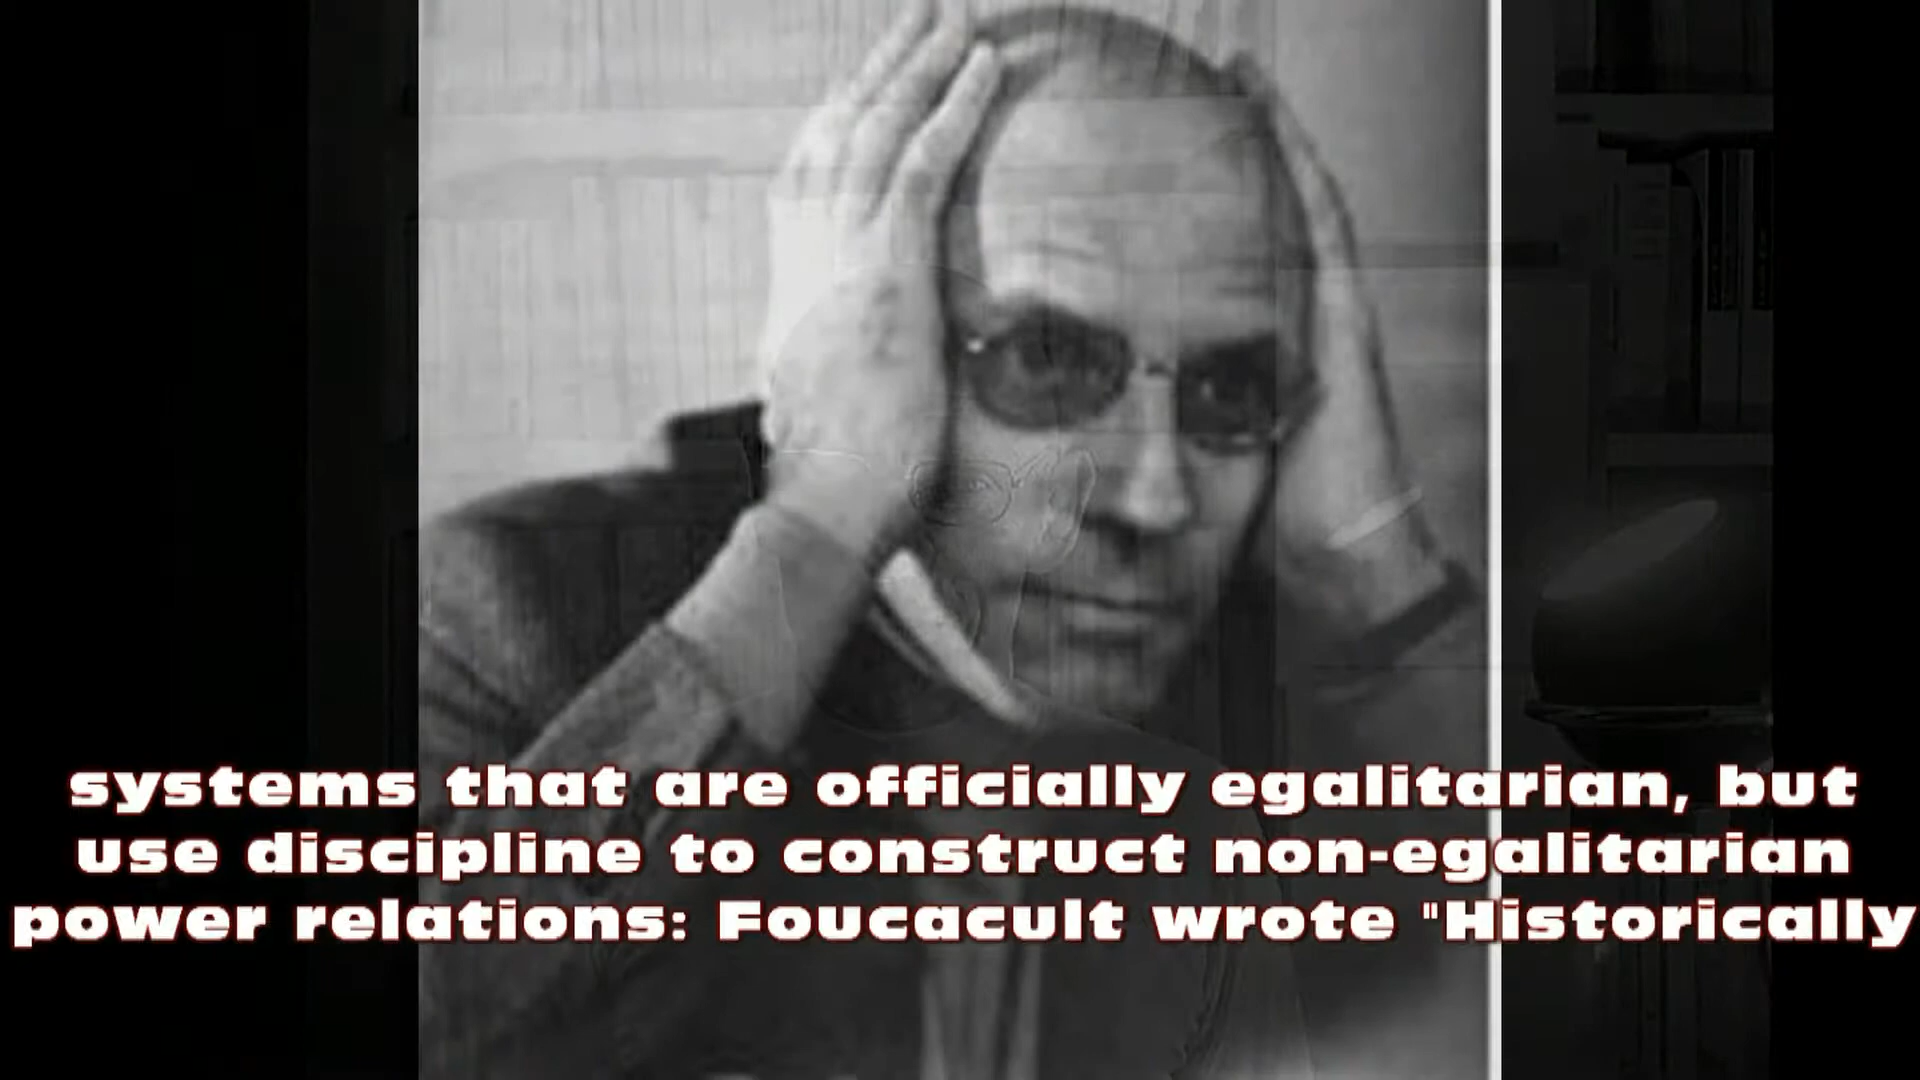 systems that are officially egalitarian, but
use discipline to construct non-egalitarian
power relations: Foucacult wrote "Historically